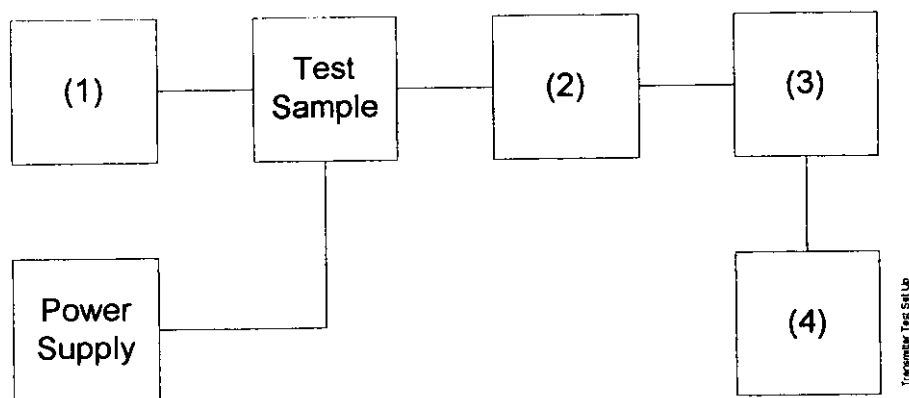 (1)
Test
Sample
(2)
(3)
Power
Supply
(4)
Transmitter Test Set Up